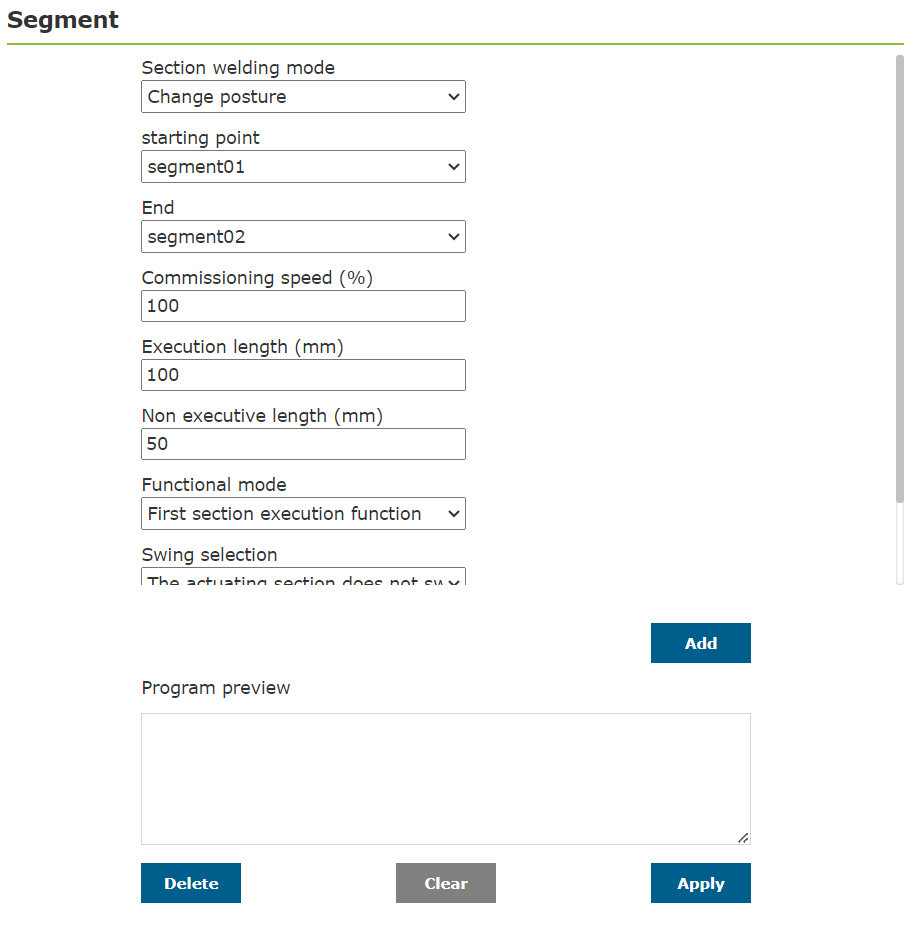 Segment
Section welding mode
Change posture
starting point
segment01
End
segment02
Commissioning speed (%)
100
Execution length (mm)
100
Non executive length (mm)
50
Functional mode
First section execution function
Swing selection
The actuating section does not sw
Add
Program preview
Delete
Clear
Apply